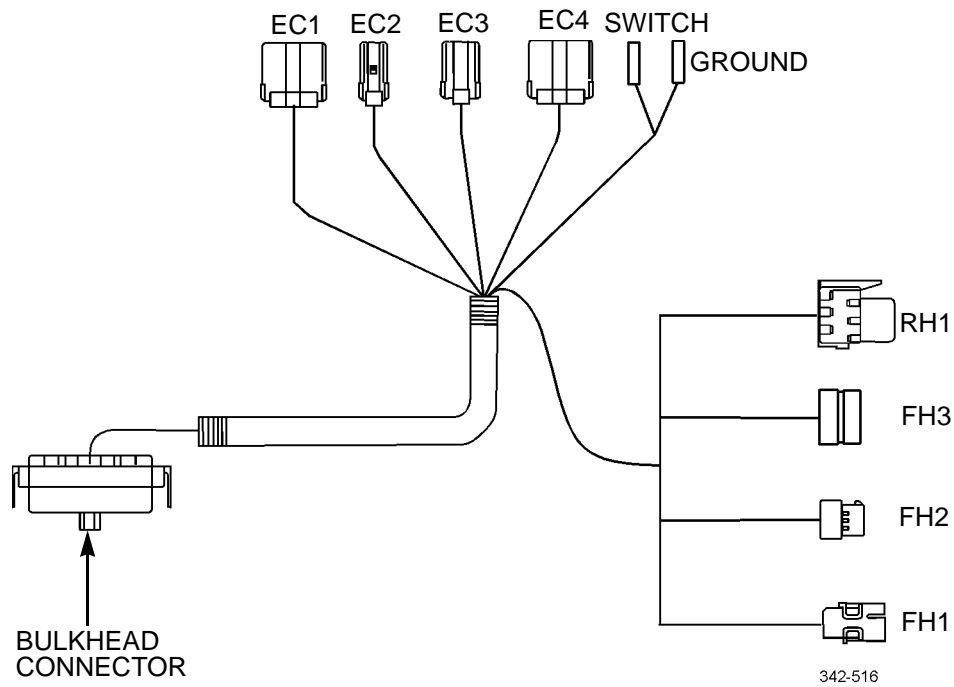 EC1 EC2 EC3 EC4 SWITCH
GROUND
RH1
FH3
FH2
FH1
BULKHEAD
CONNECTOR
342-516